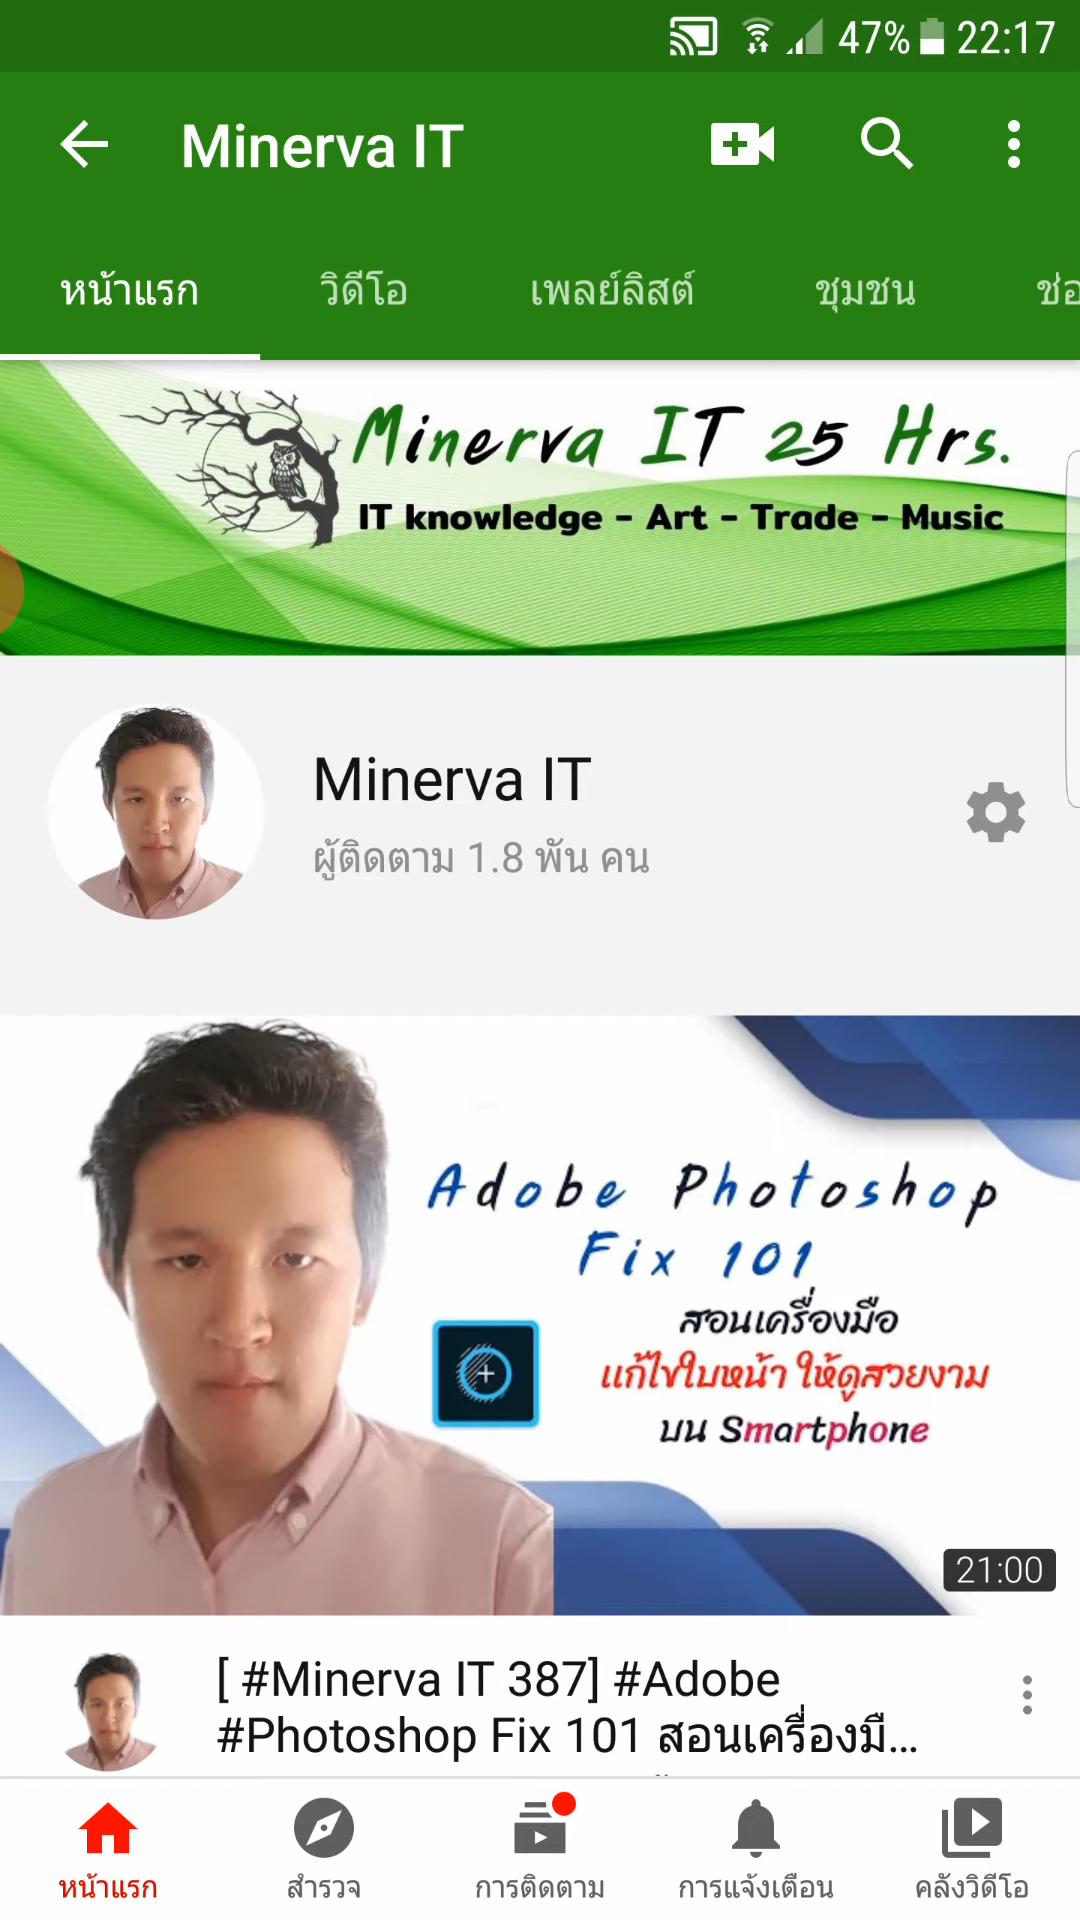 47% 22:17
Minerva IT
หน้าแรก วิดีโอ เพลย์ลิสต์ ชุมชน
Minerva IT 25 Hrs.
IT knowledge - Art - Trade - Music
Minerva IT
ผู้ติดตาม 1.8 พัน คน
Adobe Photoshop
Fix 101
สอนเครื่องมือ
แก้ไขใบหน้า ให้ดูสวยงาม
บน Smartphone
21:00
[ #Minerva IT 387] #Adobe
#Photoshop Fix 101 สอนเครื่องมื...
หน้าแรก สำรวจ การติดตาม การแจ้งเตือน คลังวิดีโอ